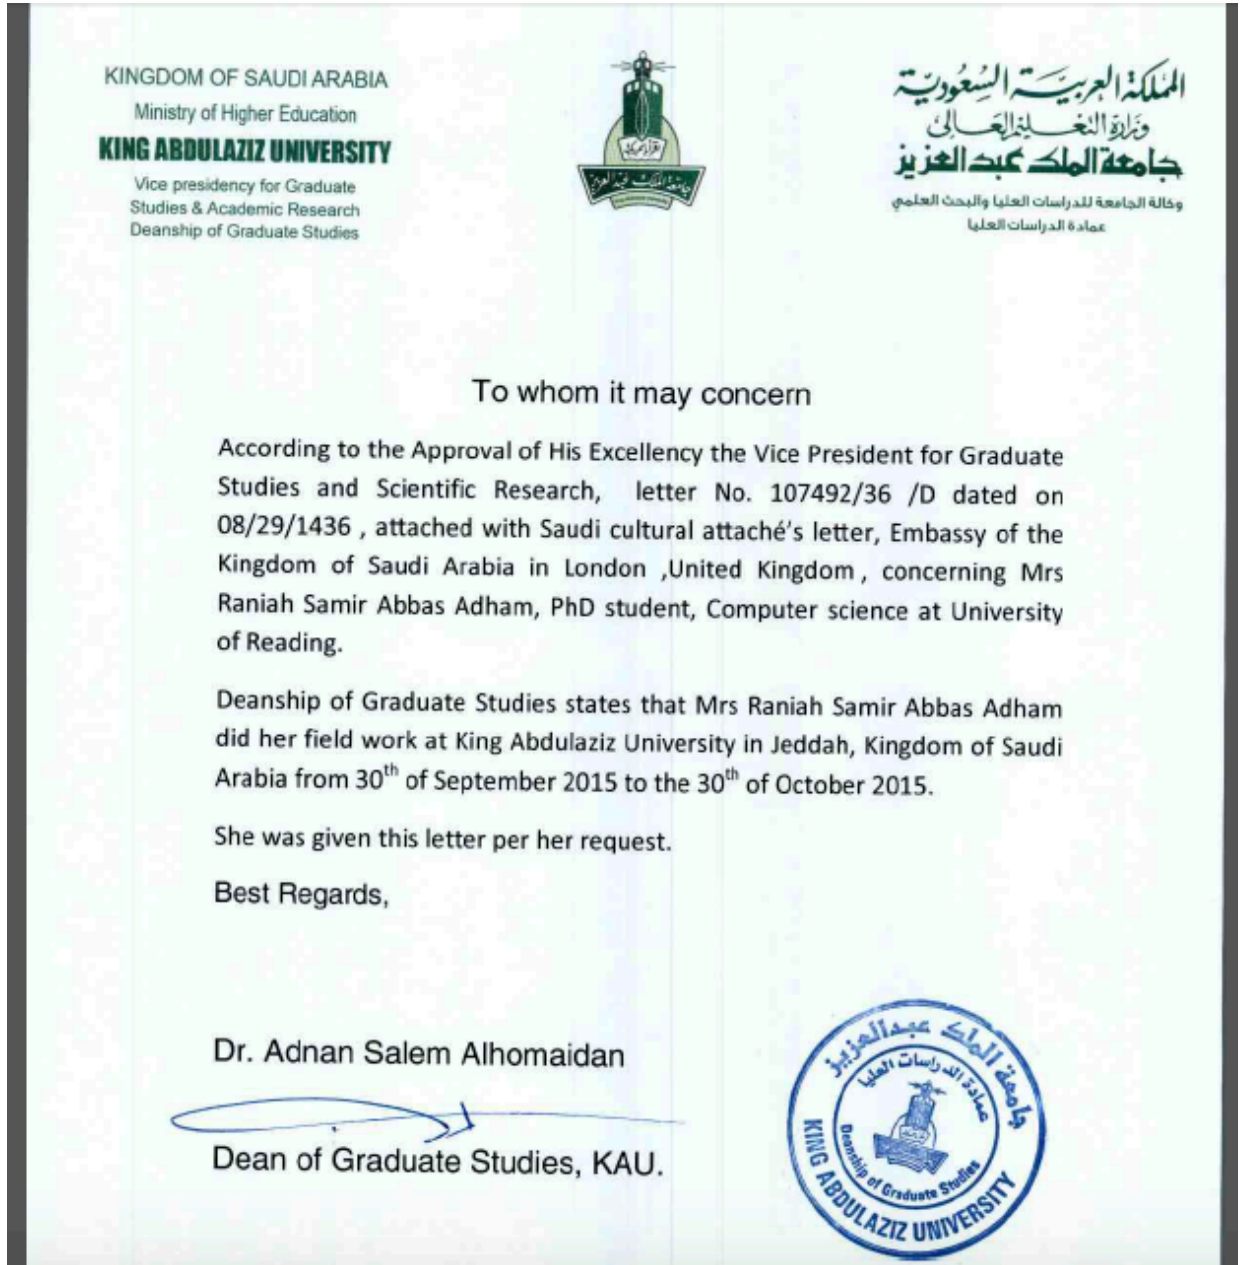 KINGDOM OF SAUDI ARABIA
Ministry of Higher Education
KING ABDULAZIZ UNIVERSITY
Vice presidency for Graduate
Studies & Academic Research
Deanship of Graduate Studies
جامعة الملك عبد العزيز
المملكة العربية السعودية
وزارة التعليم العالي
جامعة الملك عبد العزيز
وكالة الجامعة للدراسات العليا والبحث العلمي
عمادة الدراسات العليا
To whom it may concern
According to the Approval of His Excellency the Vice President for Graduate
Studies and Scientific Research, letter No. 107492/36 /D dated on
08/29/1436 , attached with Saudi cultural attaché's letter, Embassy of the
Kingdom of Saudi Arabia in London ,United Kingdom , concerning Mrs
Raniah Samir Abbas Adham, PhD student, Computer science at University
of Reading.
Deanship of Graduate Studies states that Mrs Raniah Samir Abbas Adham
did her field work at King Abdulaziz University in Jeddah, Kingdom of Saudi
Arabia from 30th of September 2015 to the 30th of October 2015.
She was given this letter per her request.
Best Regards,
Dr. Adnan Salem Alhomaidan
Dean of Graduate Studies, KAU.
جامعة الملك عبدالعزيز
عمادة الدراسات العليا
Deanship of Graduate Studies
KING ABDULAZIZ UNIVERSITY